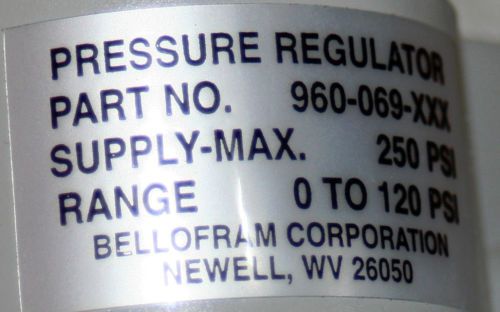 PRESSURE REGULATOR
PART NO. 960-069-XXX
SUPPLY-MAX. 250 PSI
RANGE 0 TO 120 PSI
BELLOFRAM CORPORATION
NEWELL, WV 26050